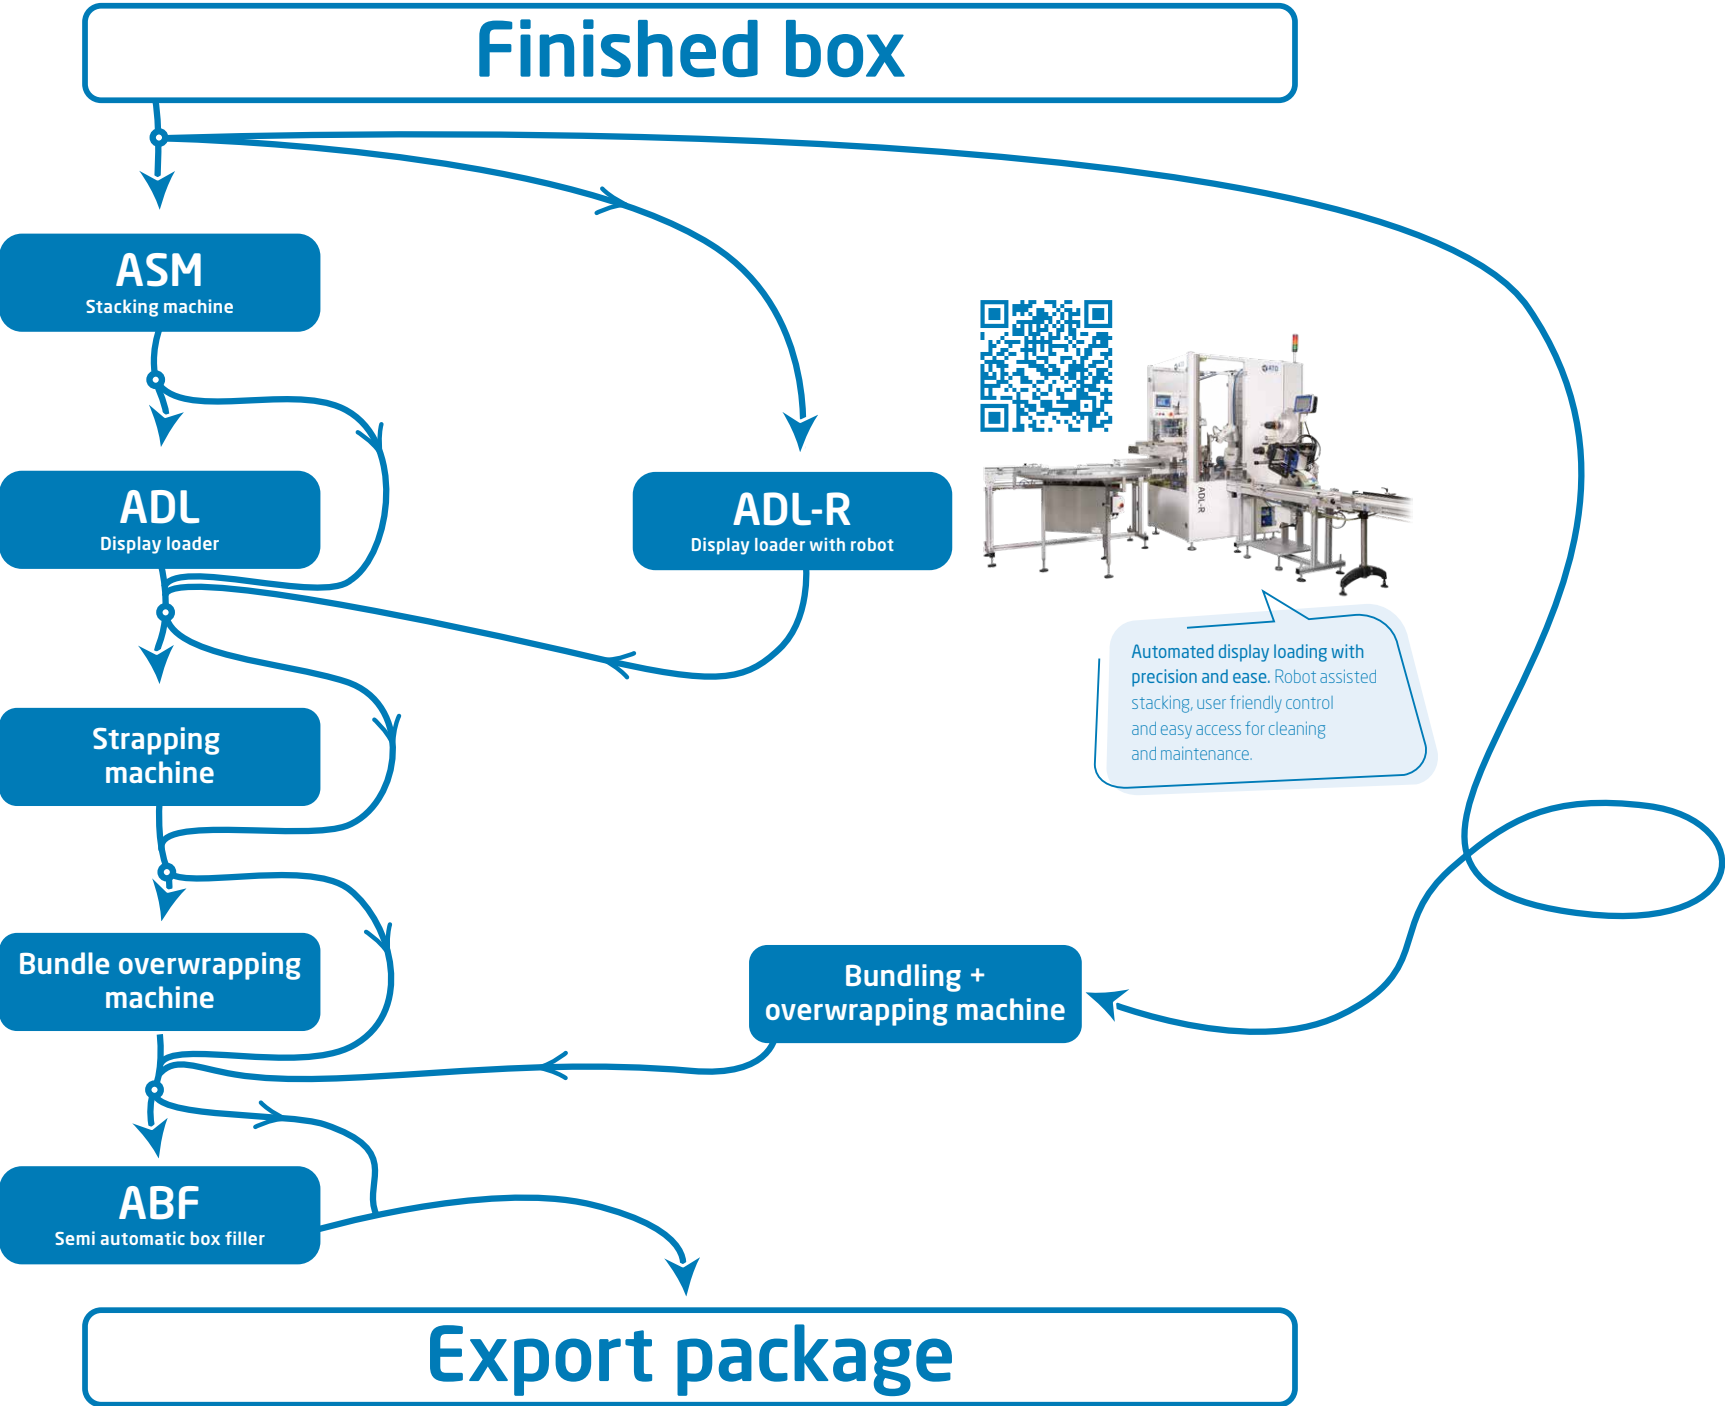 Finished box
ASM
Stacking machine
ATD
ADL-R
ADL
Display loader
ADL-R
Display loader with robot
Automated display loading with
precision and ease. Robot assisted
stacking, user friendly control
and easy access for cleaning
and maintenance.
Strapping
machine
Bundle overwrapping
machine
Bundling +
overwrapping machine
ABF
Semi automatic box filler
Export package